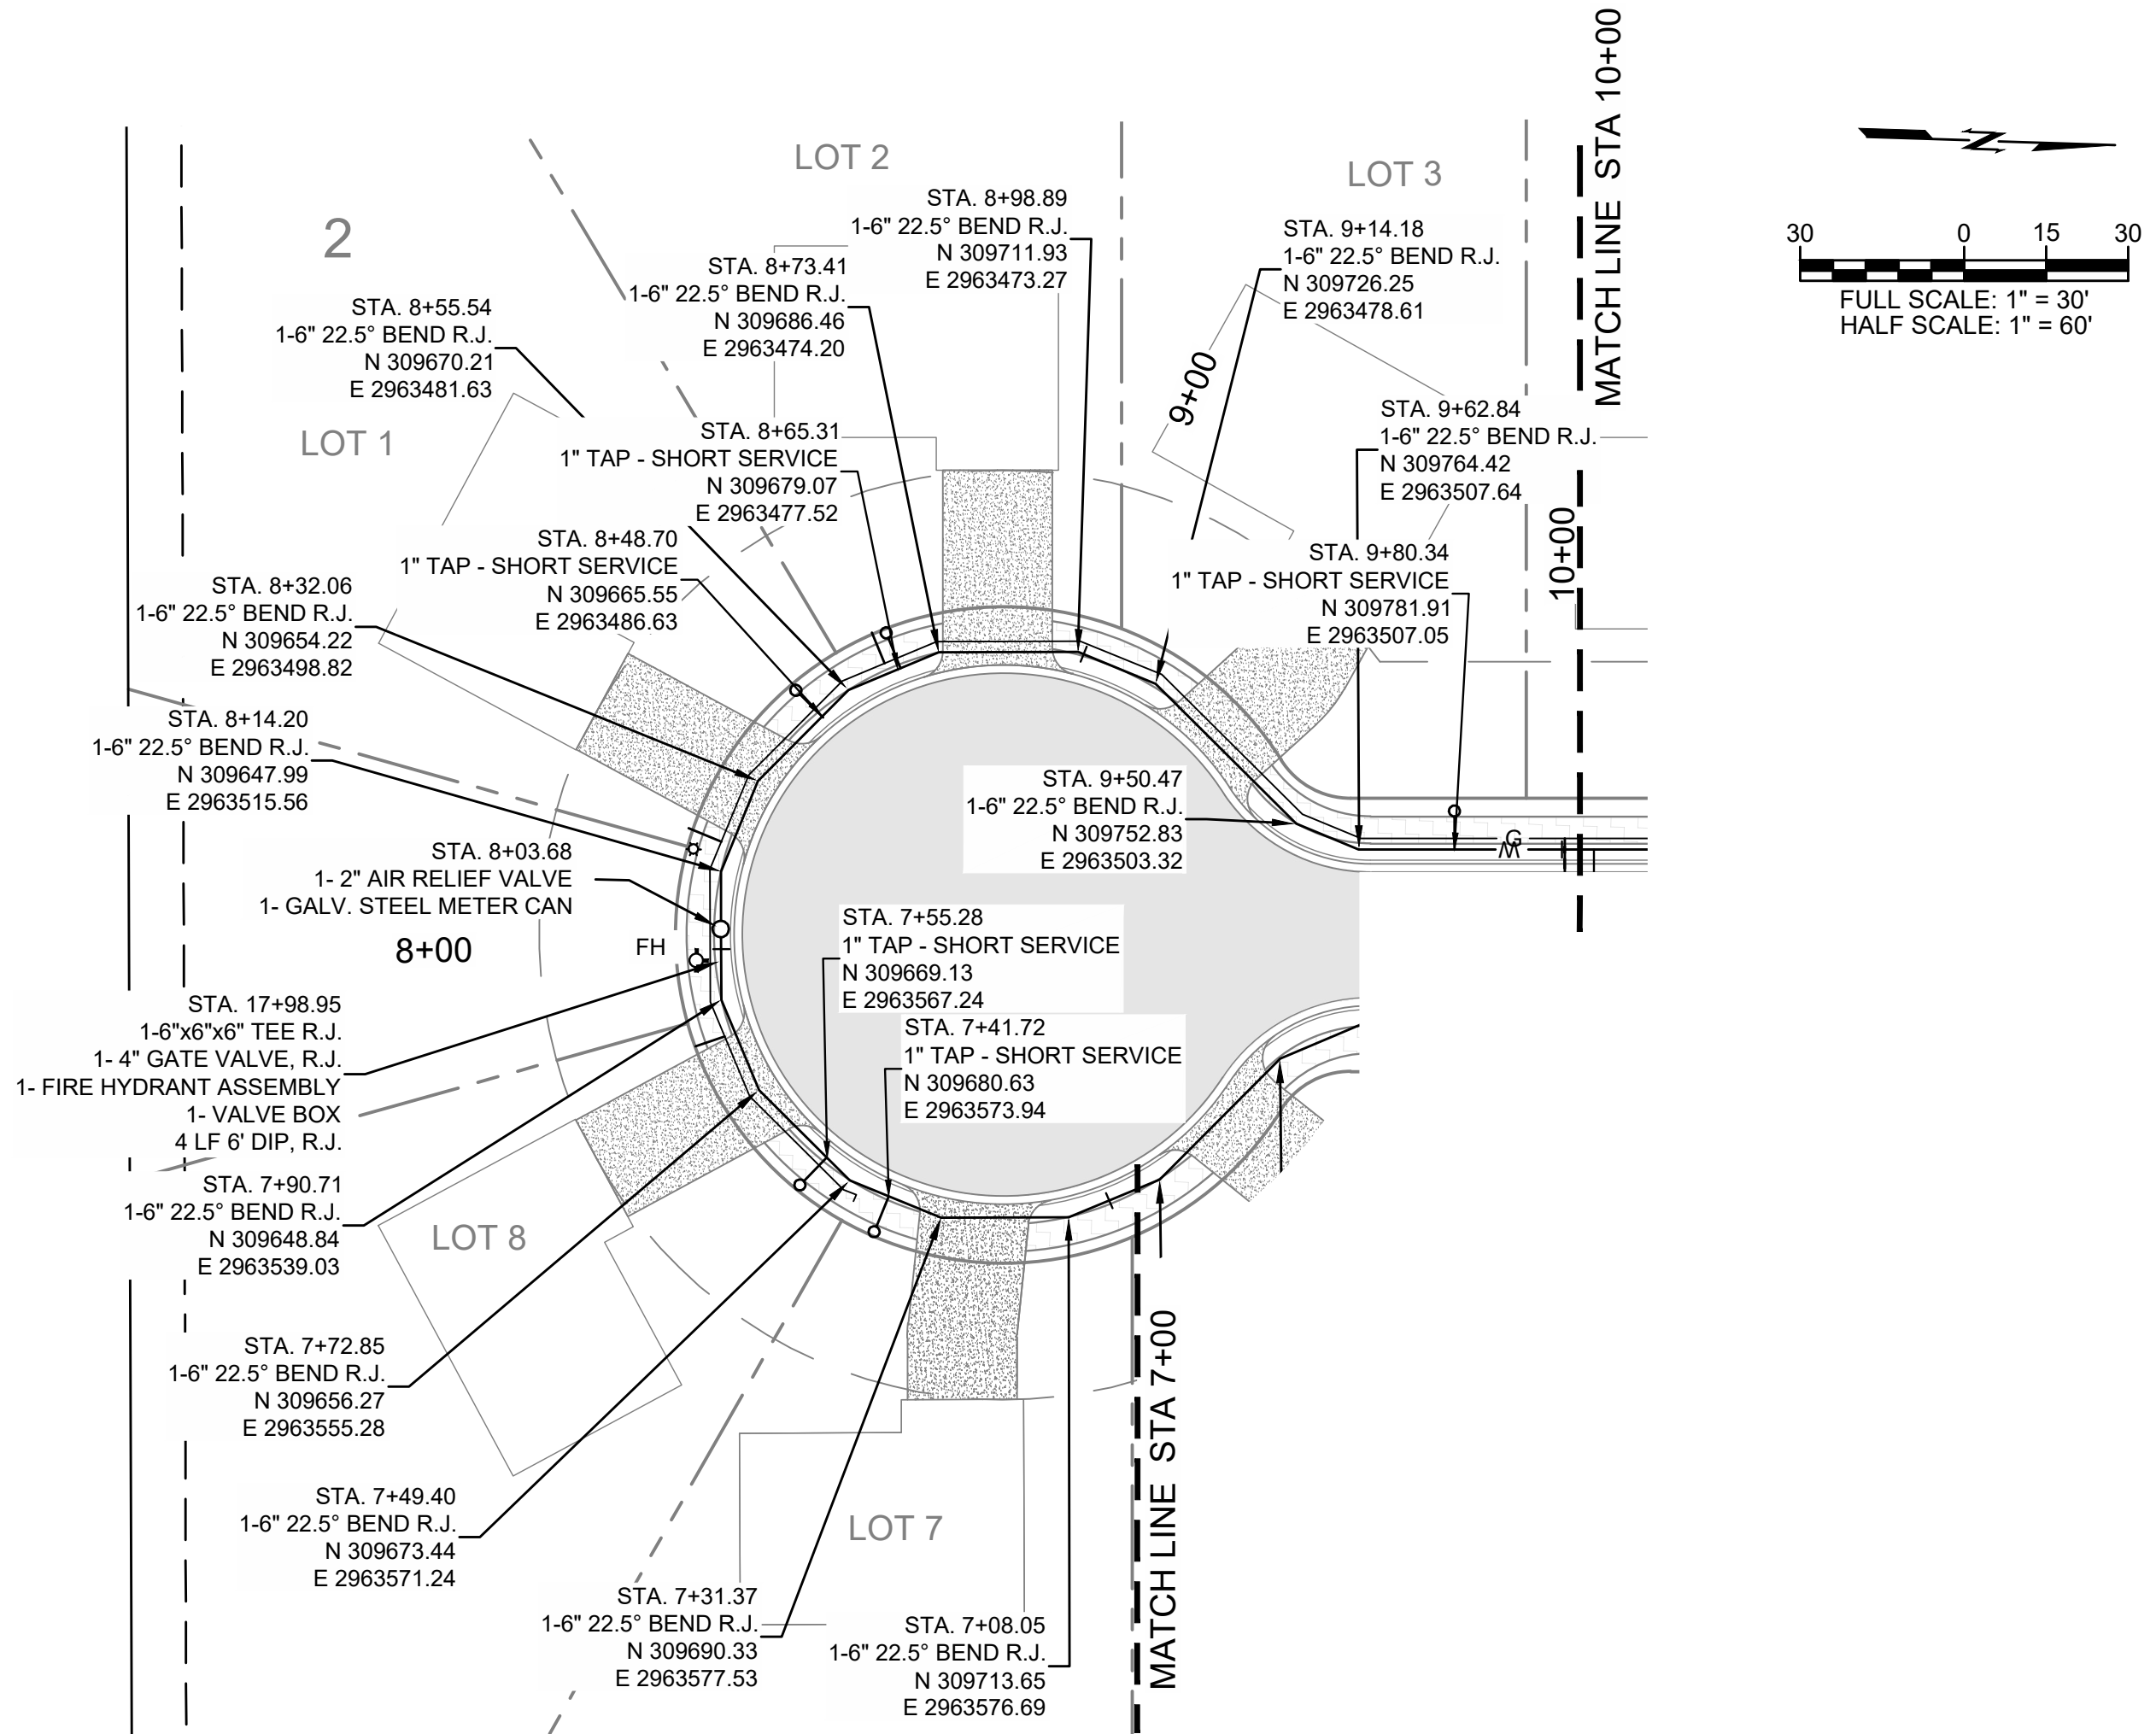 MATCH LINE STA 10+00
LOT 2
LOT 3
2
LOT 1
30 0 15 30
FULL SCALE: 1" = 30'
HALF SCALE: 1" = 60'
STA. 8+98.89
1-6" 22.5° BEND R.J.
N 309711.93
E 2963473.27
STA. 9+14.18
1-6" 22.5° BEND R.J.
N 309726.25
E 2963478.61
STA. 8+73.41
1-6" 22.5° BEND R.J.
N 309686.46
E 2963474.20
STA. 8+55.54
1-6" 22.5° BEND R.J.
N 309670.21
E 2963481.63
9+00
STA. 9+62.84
1-6" 22.5° BEND R.J.
N 309764.42
E 2963507.64
STA. 8+65.31
1" TAP - SHORT SERVICE
N 309679.07
E 2963477.52
10+00
STA. 8+48.70
1" TAP - SHORT SERVICE
N 309665.55
E 2963486.63
STA. 9+80.34
1" TAP - SHORT SERVICE
N 309781.91
E 2963507.05
STA. 8+32.06
1-6" 22.5° BEND R.J.
N 309654.22
E 2963498.82
STA. 8+14.20
1-6" 22.5° BEND R.J.
N 309647.99
E 2963515.56
STA. 9+50.47
1-6" 22.5° BEND R.J.
N 309752.83
E 2963503.32
G
W
STA. 8+03.68
1- 2" AIR RELIEF VALVE
1- GALV. STEEL METER CAN
8+00
FH
STA. 7+55.28
1" TAP - SHORT SERVICE
N 309669.13
E 2963567.24
STA. 7+41.72
1" TAP - SHORT SERVICE
N 309680.63
E 2963573.94
STA. 17+98.95
1-6"x6"x6" TEE R.J.
1- 4" GATE VALVE, R.J.
1- FIRE HYDRANT ASSEMBLY
1- VALVE BOX
4 LF 6' DIP, R.J.
STA. 7+90.71
1-6" 22.5° BEND R.J.
N 309648.84
E 2963539.03
LOT 8
STA. 7+72.85
1-6" 22.5° BEND R.J.
N 309656.27
E 2963555.28
MATCH LINE STA 7+00
STA. 7+49.40
1-6" 22.5° BEND R.J.
N 309673.44
E 2963571.24
LOT 7
STA. 7+31.37
1-6" 22.5° BEND R.J.
N 309690.33
E 2963577.53
STA. 7+08.05
1-6" 22.5° BEND R.J.
N 309713.65
E 2963576.69